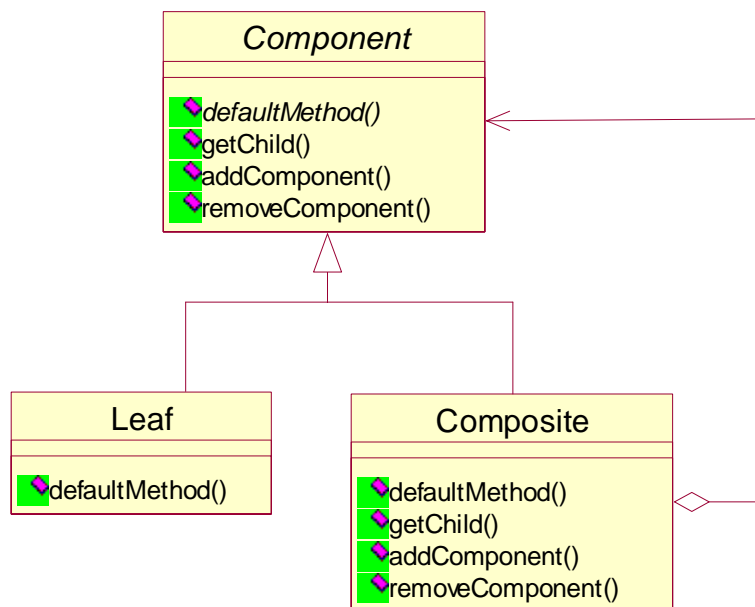 Component
defaultMethod()
getChild()
addComponent()
removeComponent()
Leaf
defaultMethod()
Composite
defaultMethod()
getChild()
addComponent()
removeComponent()